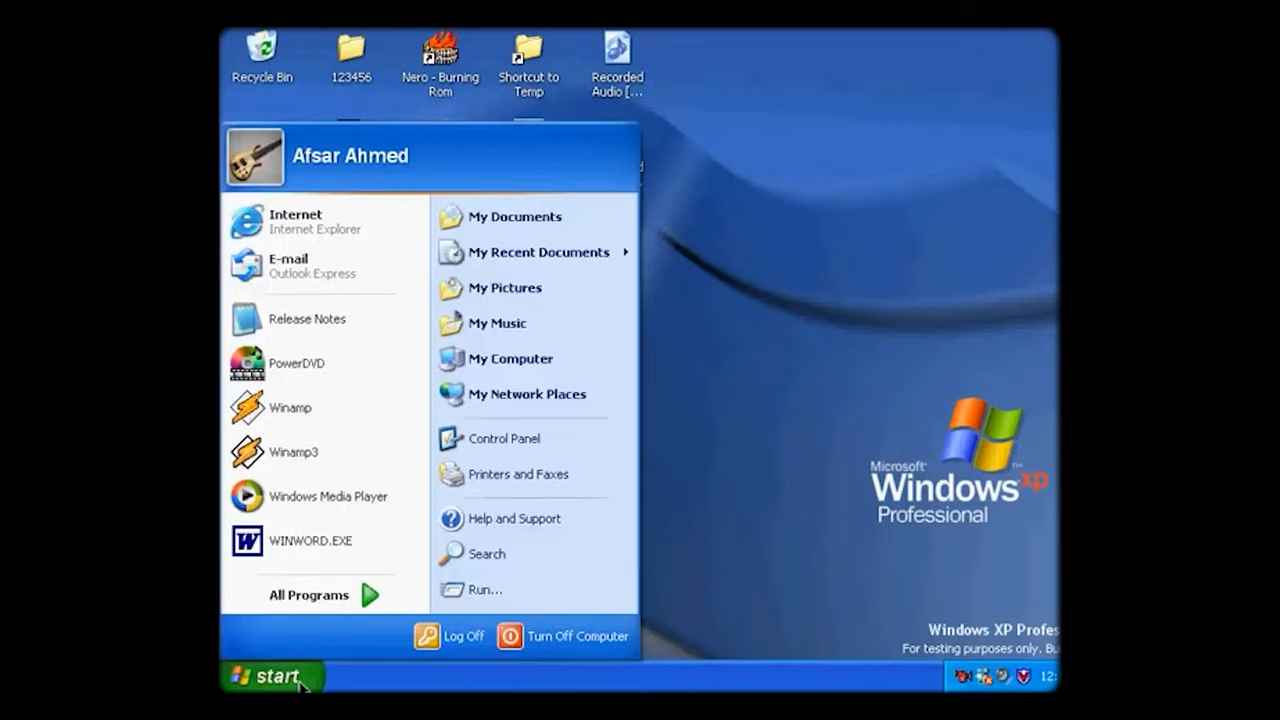 Recycle Bin
123456
Nero - Burning
Rom
Shortcut to
Temp
Recorded
Audio [...
Afsar Ahmed
Internet
Internet Explorer
E-mail
Outlook Express
Release Notes
PowerDVD
Winamp
Winamp3
Windows Media Player
WINWORD.EXE
All Programs
My Documents
My Recent Documents
My Pictures
My Music
My Computer
My Network Places
Control Panel
Printers and Faxes
Help and Support
Search
Run...
Log Off
Turn Off Computer
Microsoft
Windows xp
Professional
Windows XP Profes
For testing purposes only. Bu
start
12: